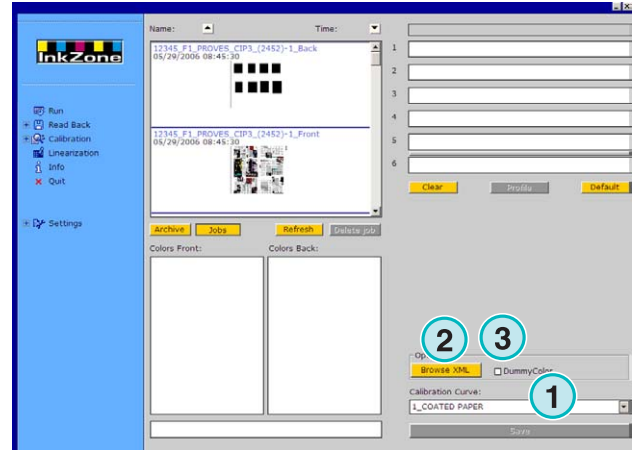 InkZone
Run
Read Back
Calibration
Linearization
Info
Quit
Settings
Name:
Time:
12345_F1_PROVES_CIP3_(2452)-1_Back
05/29/2006 08:45:30
12345_F1_PROVES_CIP3_(2452)-1_Front
05/29/2006 08:45:30
Archive
Jobs
Refresh
Delete job
Colors Front:
Colors Back:
1
2
3
4
5
6
Clear
Profile
Default
2
3
Browse XML
DummyColor
1
Calibration Curve:
1_COATED PAPER
Save